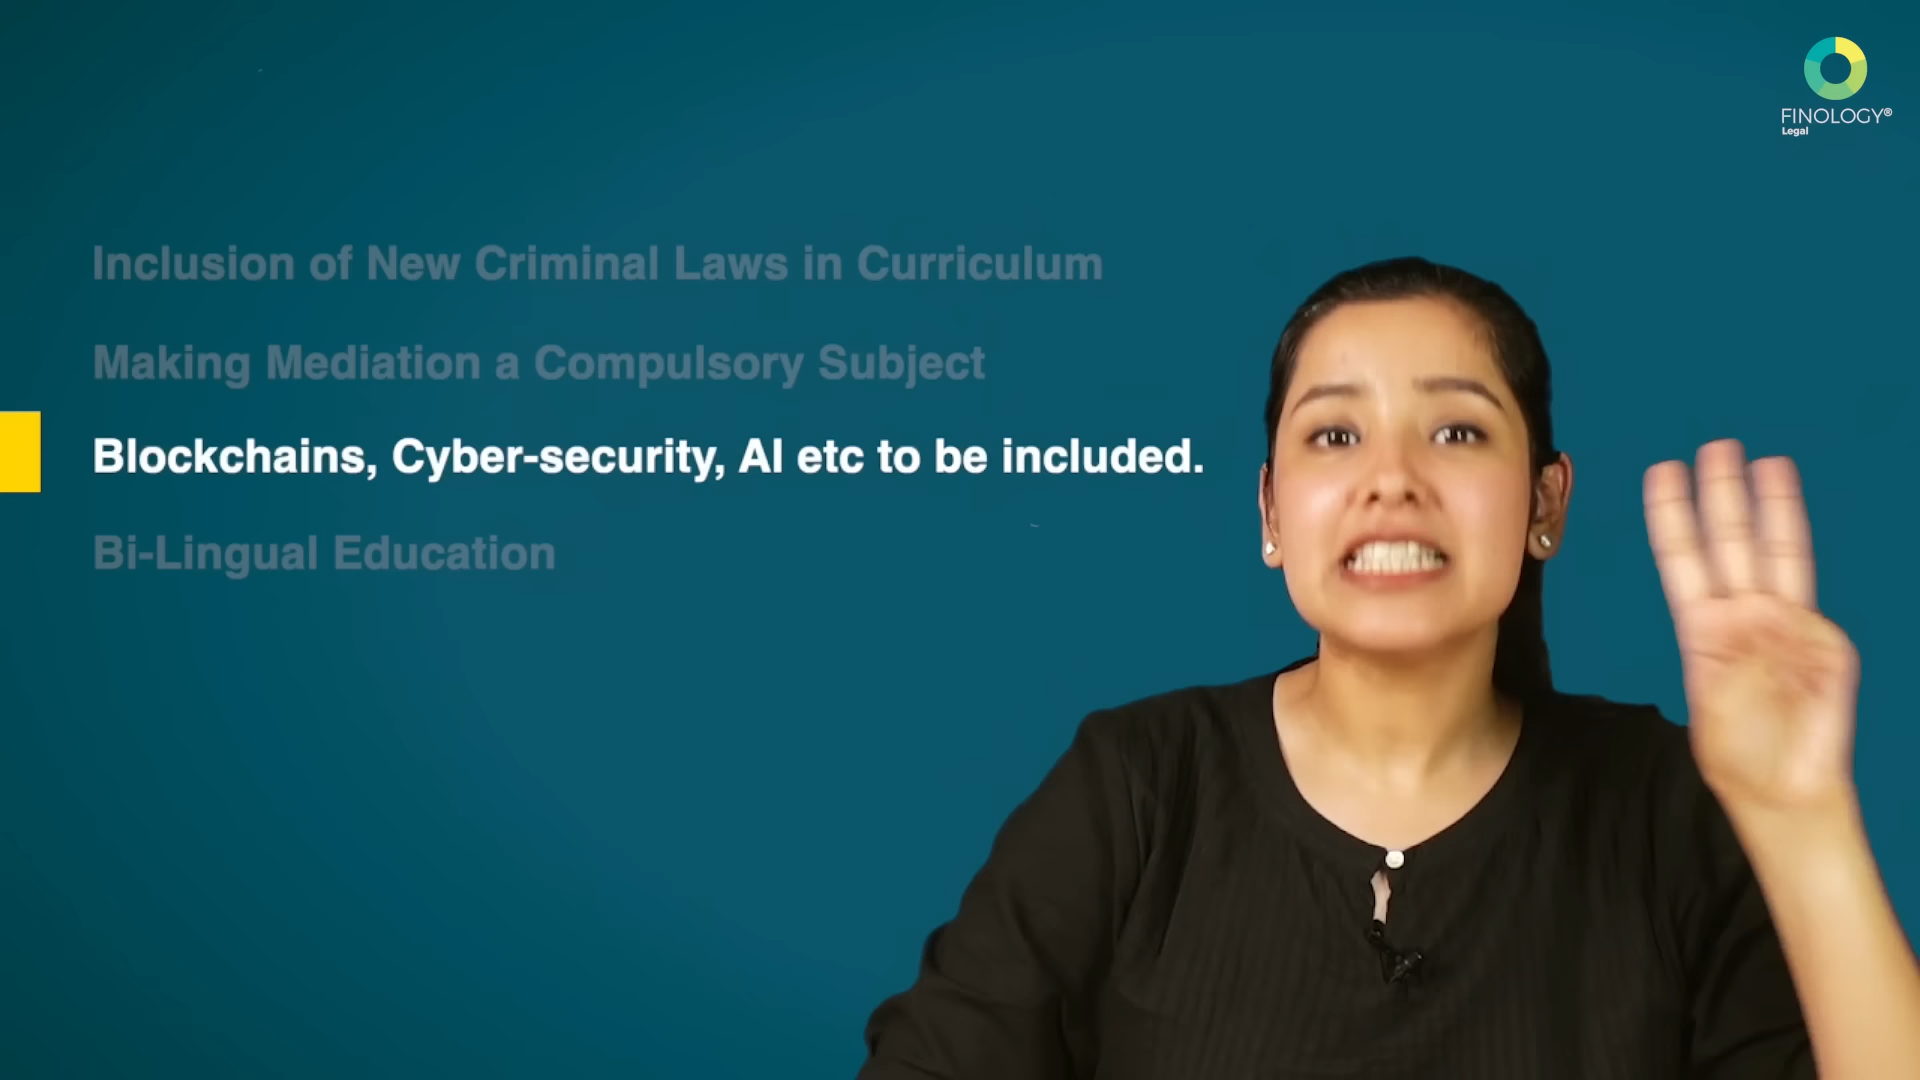 FINOLOGY®
Legal
Inclusion of New Criminal Laws in Curriculum
Making Mediation a Compulsory Subject
Blockchains, Cyber-security, AI etc to be included.
Bi-Lingual Education